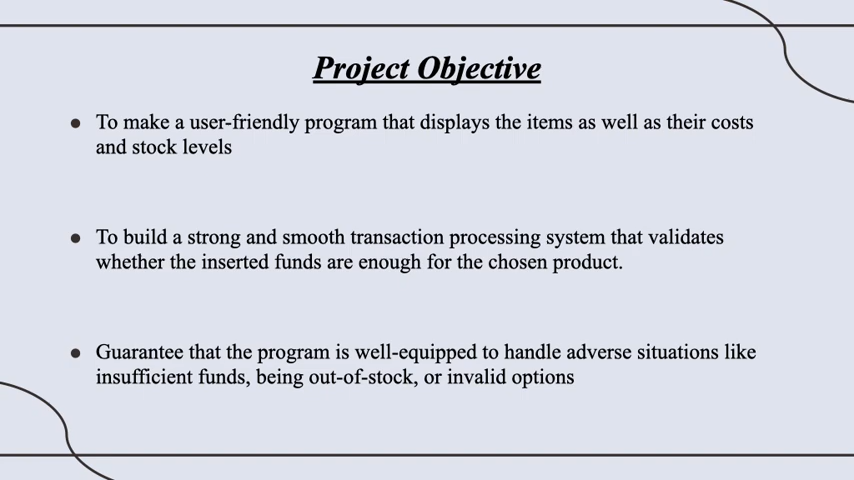 Project Objective
● To make a user-friendly program that displays the items as well as their costs
and stock levels
● To build a strong and smooth transaction processing system that validates
whether the inserted funds are enough for the chosen product.
● Guarantee that the program is well-equipped to handle adverse situations like
insufficient funds, being out-of-stock, or invalid options